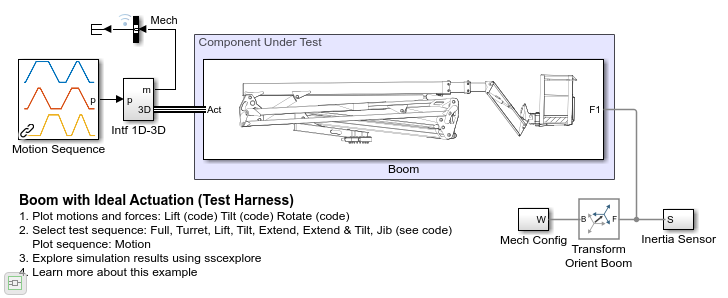 Mech
Component Under Test
m
p
p
3D
Act
F1
Motion Sequence
Intf 1D-3D
Boom
Boom with Ideal Actuation (Test Harness)
1. Plot motions and forces: Lift (code) Tilt (code) Rotate (code)
2. Select test sequence: Full, Turret, Lift, Tilt, Extend, Extend & Tilt, Jib (see code)
Plot sequence: Motion
3. Explore simulation results using sscexplore
4. Learn more about this example
W
B
F
S
Mech Config
Transform
Orient Boom
Inertia Sensor